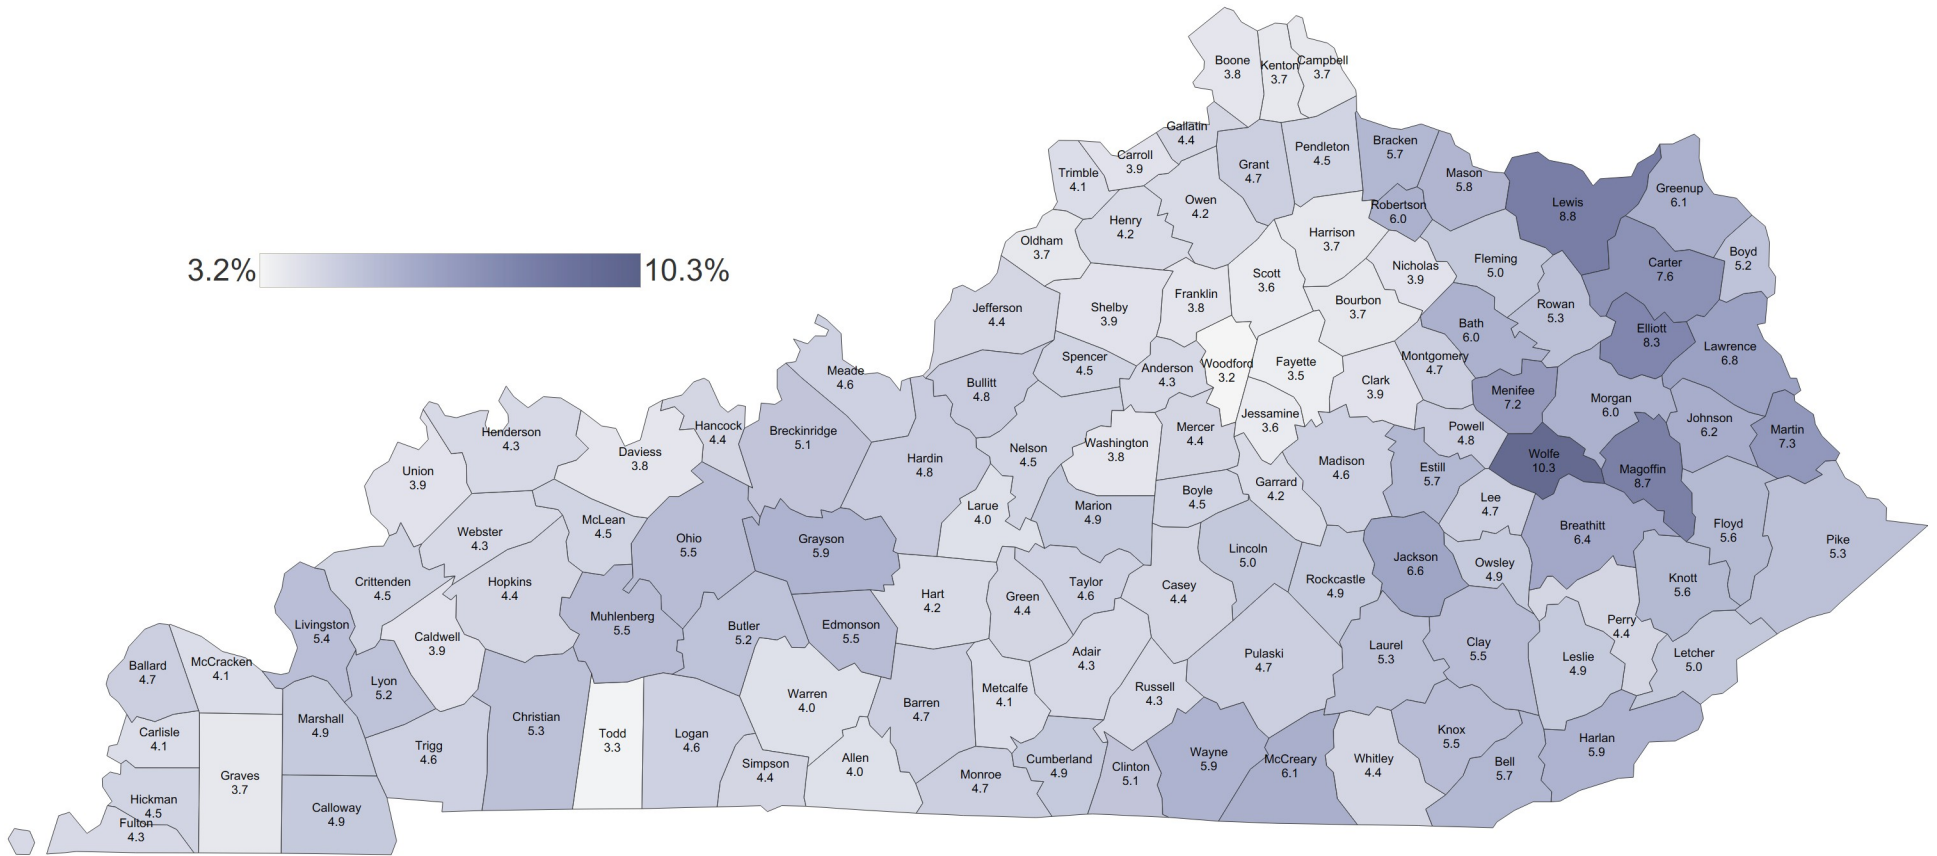 Boone
3.8
Kenton
3.7
Campbell
3.7
Gallatin
4.4
Carroll
3.9
Trimble
4.1
Grant
4.7
Pendleton
4.5
Bracken
5.7
Mason
5.8
Robertson
6.0
Lewis
8.8
Greenup
6.1
Owen
4.2
Henry
4.2
Oldham
3.7
Harrison
3.7
Nicholas
3.9
Fleming
5.0
Carter
7.6
Boyd
5.2
3.2%
10.3%
Scott
3.6
Franklin
3.8
Shelby
3.9
Jefferson
4.4
Bourbon
3.7
Rowan
5.3
Bath
6.0
Elliott
8.3
Lawrence
6.8
Spencer
4.5
Anderson
4.3
Woodford
3.2
Fayette
3.5
Montgomery
4.7
Clark
3.9
Menifee
7.2
Morgan
6.0
Meade
4.6
Bullitt
4.8
Jessamine
3.6
Johnson
6.2
Martin
7.3
Henderson
4.3
Hancock
4.4
Breckinridge
5.1
Daviess
3.8
Union
3.9
Hardin
4.8
Nelson
4.5
Washington
3.8
Mercer
4.4
Madison
4.6
Powell
4.8
Estill
5.7
Wolfe
10.3
Magoffin
8.7
Garrard
4.2
Boyle
4.5
Lee
4.7
Larue
4.0
Marion
4.9
Webster
4.3
McLean
4.5
Ohio
5.5
Grayson
5.9
Breathitt
6.4
Floyd
5.6
Pike
5.3
Lincoln
5.0
Jackson
6.6
Owsley
4.9
Rockcastle
4.9
Knott
5.6
Crittenden
4.5
Hopkins
4.4
Hart
4.2
Green
4.4
Taylor
4.6
Casey
4.4
Livingston
5.4
Muhlenberg
5.5
Butler
5.2
Edmonson
5.5
Caldwell
3.9
Perry
4.4
Adair
4.3
Pulaski
4.7
Laurel
5.3
Clay
5.5
Leslie
4.9
Letcher
5.0
Ballard
4.7
McCracken
4.1
Lyon
5.2
Warren
4.0
Metcalfe
4.1
Russell
4.3
Barren
4.7
Marshall
4.9
Christian
5.3
Todd
3.3
Logan
4.6
Carlisle
4.1
Trigg
4.6
Graves
3.7
Simpson
4.4
Allen
4.0
Monroe
4.7
Cumberland
4.9
Clinton
5.1
Wayne
5.9
McCreary
6.1
Whitley
4.4
Knox
5.5
Bell
5.7
Harlan
5.9
Hickman
4.5
Fulton
4.3
Calloway
4.9